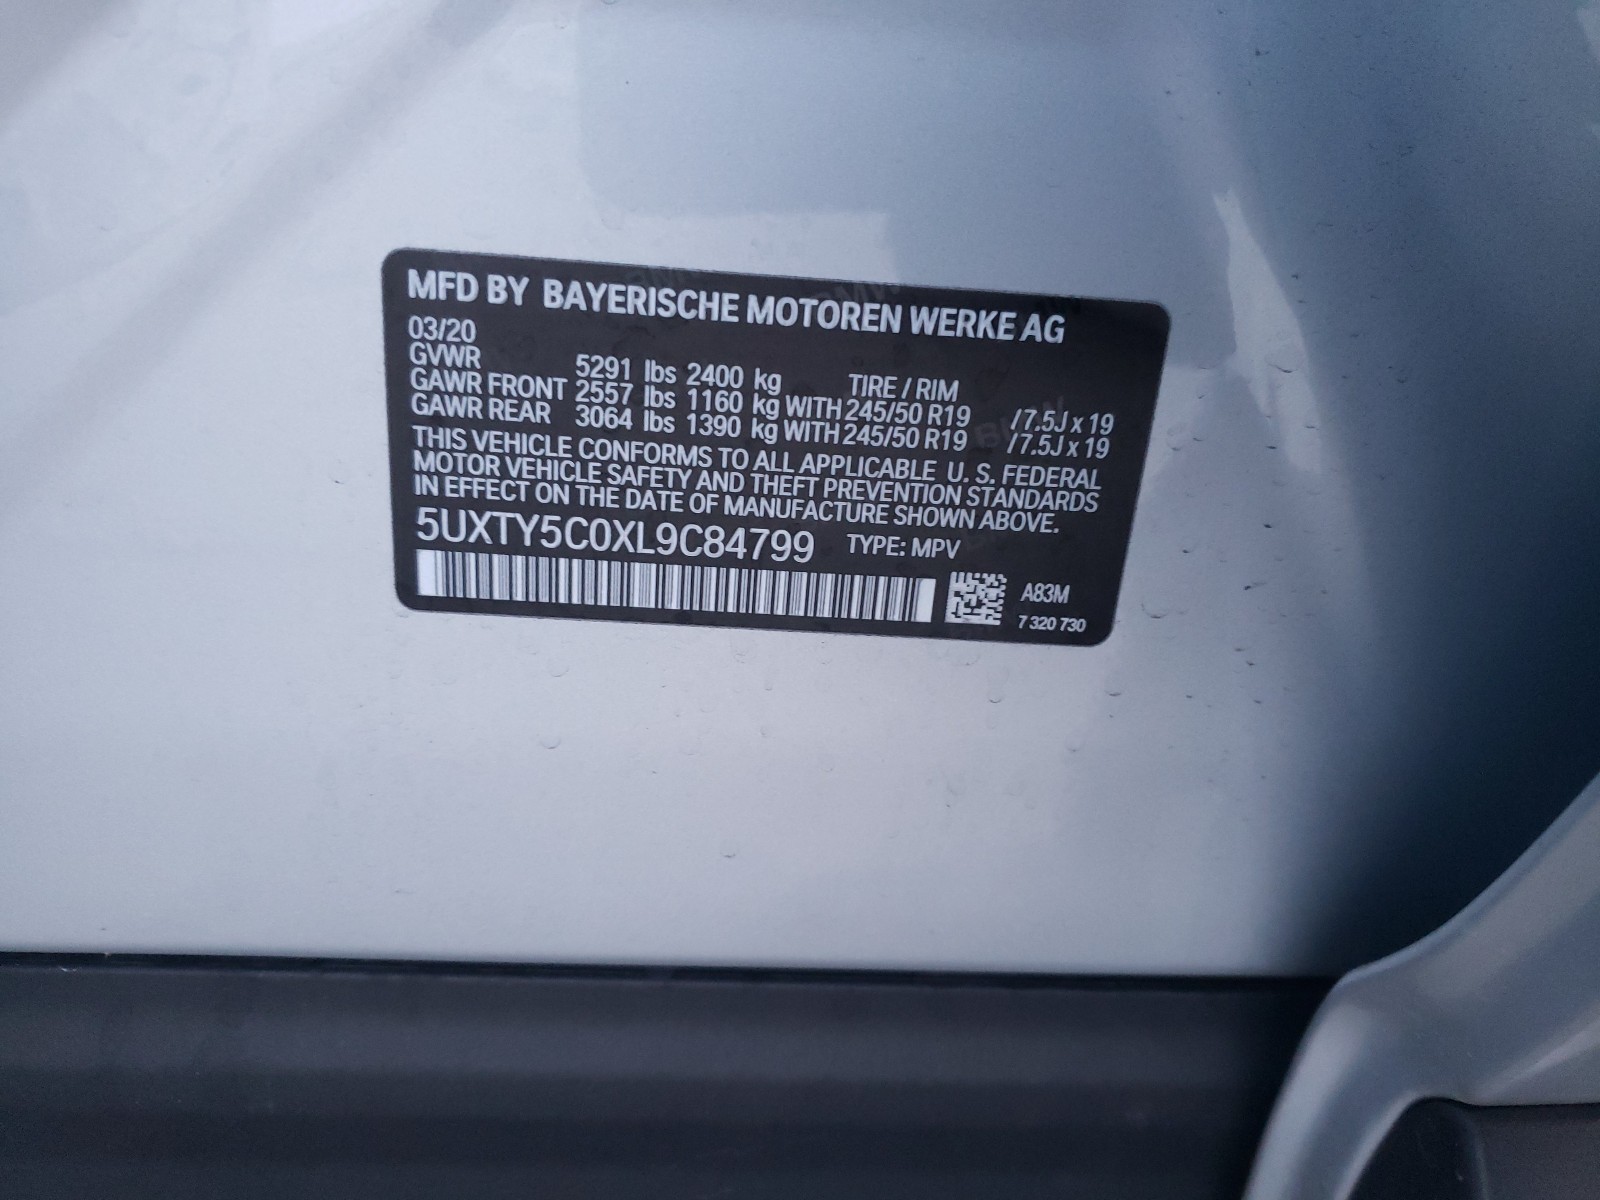 MFD BY BAYERISCHE MOTOREN WERKE AG
03/20
GVWR 5291 lbs 2400 kg TIRE / RIM
GAWR FRONT 2557 lbs 1160 kg WITH 245/50 R19 /7.5J x 19
GAWR REAR 3064 lbs 1390 kg WITH 245/50 R19 /7.5J x 19
THIS VEHICLE CONFORMS TO ALL APPLICABLE U. S. FEDERAL
MOTOR VEHICLE SAFETY AND THEFT PREVENTION STANDARDS
IN EFFECT ON THE DATE OF MANUFACTURE SHOWN ABOVE.
5UXTY5C0XL9C84799 TYPE: MPV
A83M
7 320 730